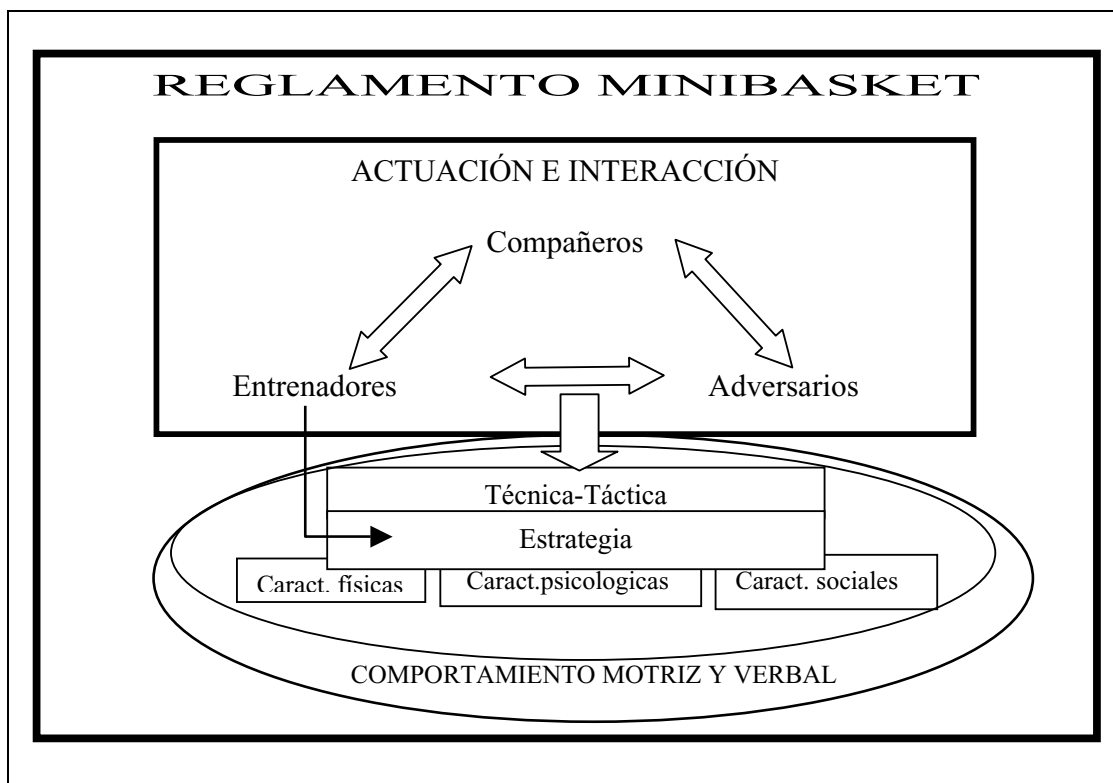 REGLAMENTO MINIBASKET
ACTUACIÓN E INTERACCIÓN
Compañeros
Entrenadores
Adversarios
Técnica-Táctica
Estrategia
Caract. físicas
Caract.psicologicas
Caract. sociales
COMPORTAMIENTO MOTRIZ Y VERBAL